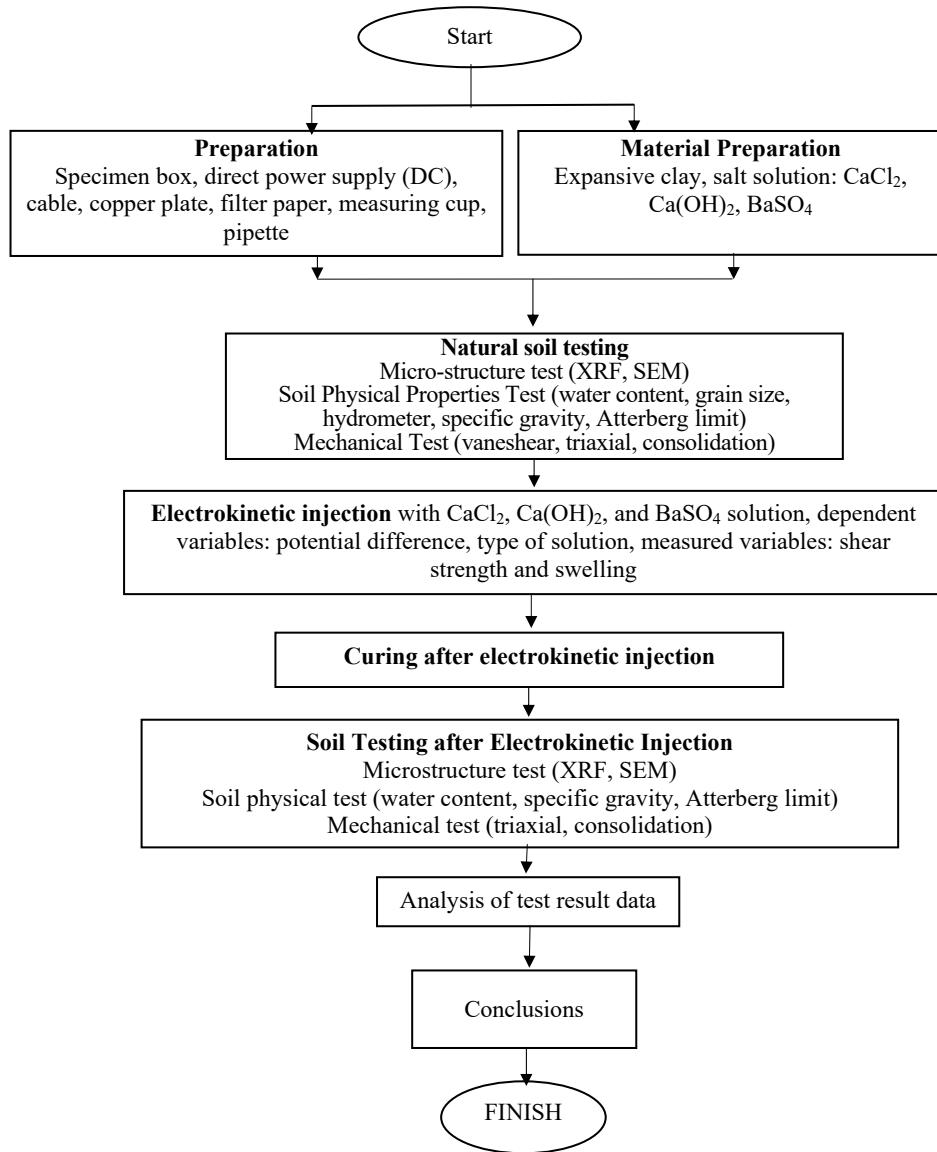 Start
Preparation
Specimen box, direct power supply (DC),
cable, copper plate, filter paper, measuring cup,
pipette
Material Preparation
Expansive clay, salt solution: CaCl₂,
Ca(OH)₂, BaSO₄
Natural soil testing
Micro-structure test (XRF, SEM)
Soil Physical Properties Test (water content, grain size,
hydrometer, specific gravity, Atterberg limit)
Mechanical Test (vaneshear, triaxial, consolidation)
Electrokinetic injection with CaCl₂, Ca(OH)₂, and BaSO₄ solution, dependent
variables: potential difference, type of solution, measured variables: shear
strength and swelling
Curing after electrokinetic injection
Soil Testing after Electrokinetic Injection
Microstructure test (XRF, SEM)
Soil physical test (water content, specific gravity, Atterberg limit)
Mechanical test (triaxial, consolidation)
Analysis of test result data
Conclusions
FINISH